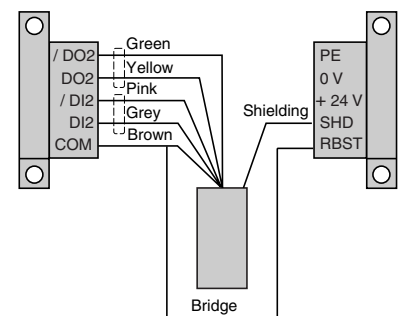 / DO2
DO2
/ DI2
DI2
COM
Green
Yellow
Pink
Grey
Brown
Shielding
PE
0 V
+ 24 V
SHD
RBST
Bridge